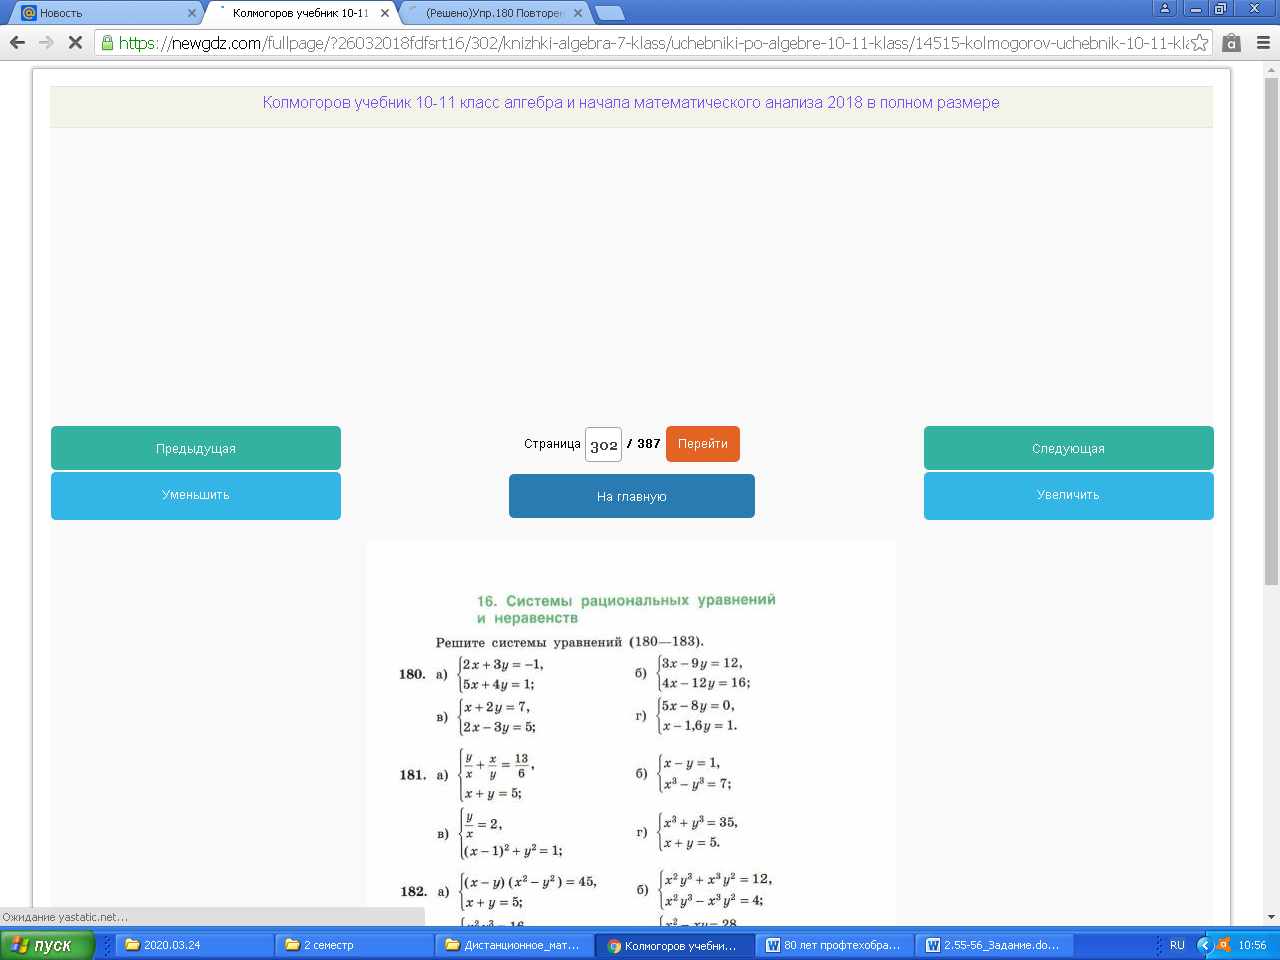 Новость
Колмогоров учебник 10-11
(Решено)Упр.180 Повторен
https://newgdz.com/fullpage/?26032018fdfsrt16/302/knizhki-algebra-7-klass/uchebniki-po-algebre-10-11-klass/14515-kolmogorov-uchebnik-10-11-kla
Колмогоров учебник 10-11 класс алгебра и начала математического анализа 2018 в полном размере
Предыдущая
Страница 302 / 387 Перейти
Следующая
Уменьшить
На главную
Увеличить
16. Системы рациональных уравнений
и неравенств
Решите системы уравнений (180—183).
180. а) {2x + 3y = –1,
5x + 4y = 1;
б) {3x – 9y = 12,
4x – 12y = 16;
в) {x + 2y = 7,
2x – 3y = 5;
г) {5x – 8y = 0,
x – 1,6y = 1.
181. а) {y/x + x/y = 13/6,
x + y = 5;
б) {x – y = 1,
x³ – y³ = 7;
в) {y/x = 2,
(x – 1)² + y² = 1;
г) {x³ + y³ = 35,
x + y = 5.
182. а) {(x – y) (x² – y²) = 45,
x + y = 5;
б) {x²y³ + x³y² = 12,
x²y³ – x³y² = 4;
Ожидание yastatic.net...
пуск
2020.03.24
2 семестр
Дистанционное_мат...
Колмогоров учебни...
80 лет профтехобра...
2.55-56_Задание.do...
RU
10:56